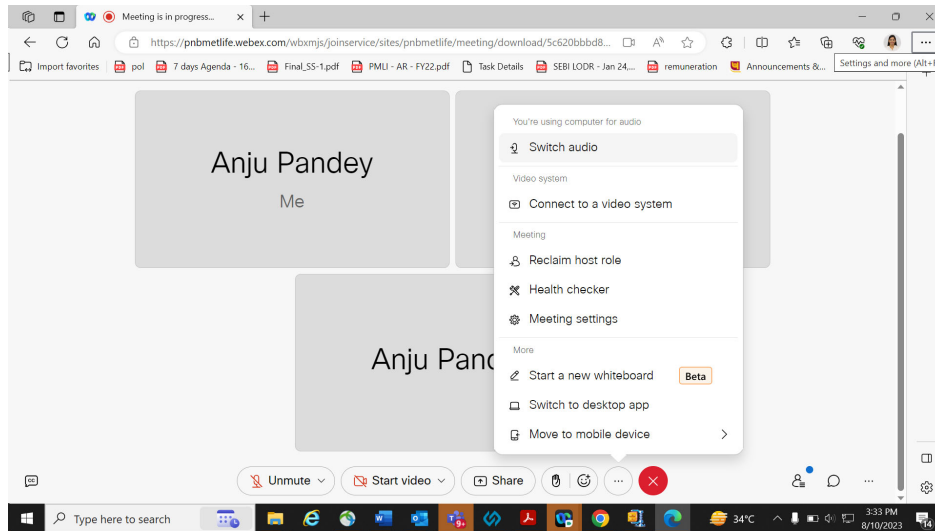 Meeting is in progress...
https://pnbmetlife.webex.com/wbxmjs/joinservice/sites/pnbmetlife/meeting/download/5c620bbbd8...
Import favorites pol 7 days Agenda - 16... Final_SS-1.pdf PMLI - AR - FY22.pdf Task Details SEBI LODR - Jan 24,... remuneration Announcements &...
Settings and more (Alt+F
Anju Pandey
Me
You're using computer for audio
Switch audio
Video system
Connect to a video system
Meeting
Reclaim host role
Health checker
Meeting settings
Anju Pand
More
Start a new whiteboard Beta
Switch to desktop app
Move to mobile device
Unmute Start video Share
Type here to search
34°C
3:33 PM
8/10/2023
14